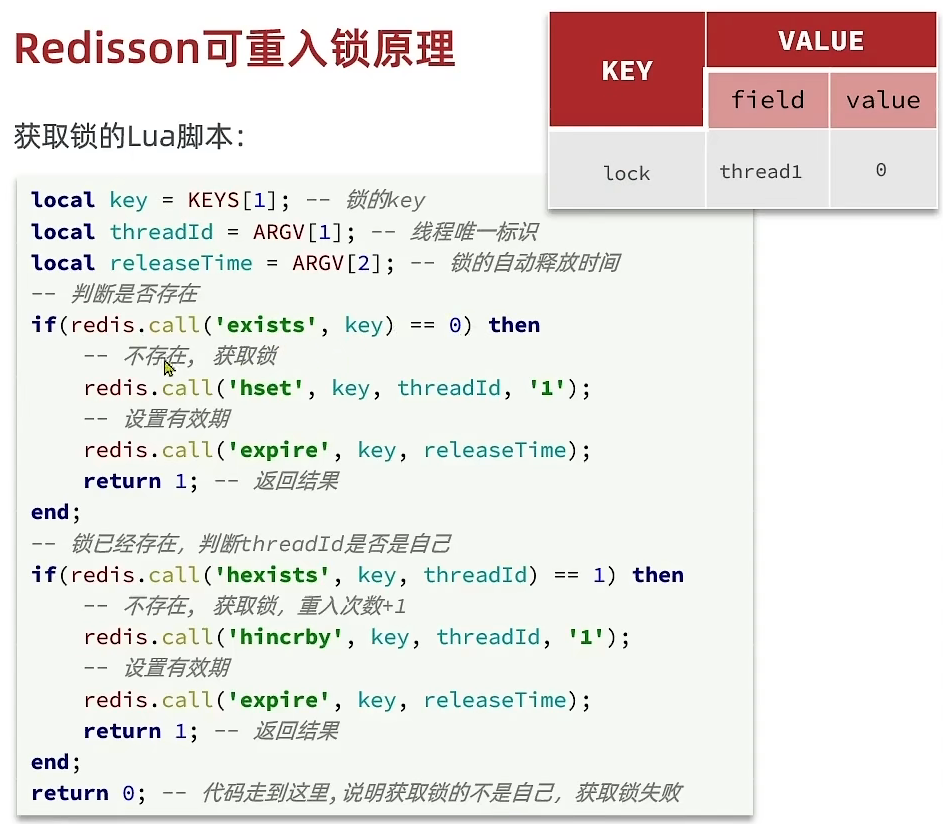 Redisson可重入锁原理
KEY
VALUE
field
value
lock
thread1
0
获取锁的Lua脚本：
local key = KEYS[1]; -- 锁的key
local threadId = ARGV[1]; -- 线程唯一标识
local releaseTime = ARGV[2]; -- 锁的自动释放时间
-- 判断是否存在
if(redis.call('exists', key) == 0) then
    -- 不存在, 获取锁
    redis.call('hset', key, threadId, '1');
    -- 设置有效期
    redis.call('expire', key, releaseTime);
    return 1; -- 返回结果
end;
-- 锁已经存在，判断threadId是否是自己
if(redis.call('hexists', key, threadId) == 1) then
    -- 不存在, 获取锁，重入次数+1
    redis.call('hincrby', key, threadId, '1');
    -- 设置有效期
    redis.call('expire', key, releaseTime);
    return 1; -- 返回结果
end;
return 0; -- 代码走到这里,说明获取锁的不是自己，获取锁失败